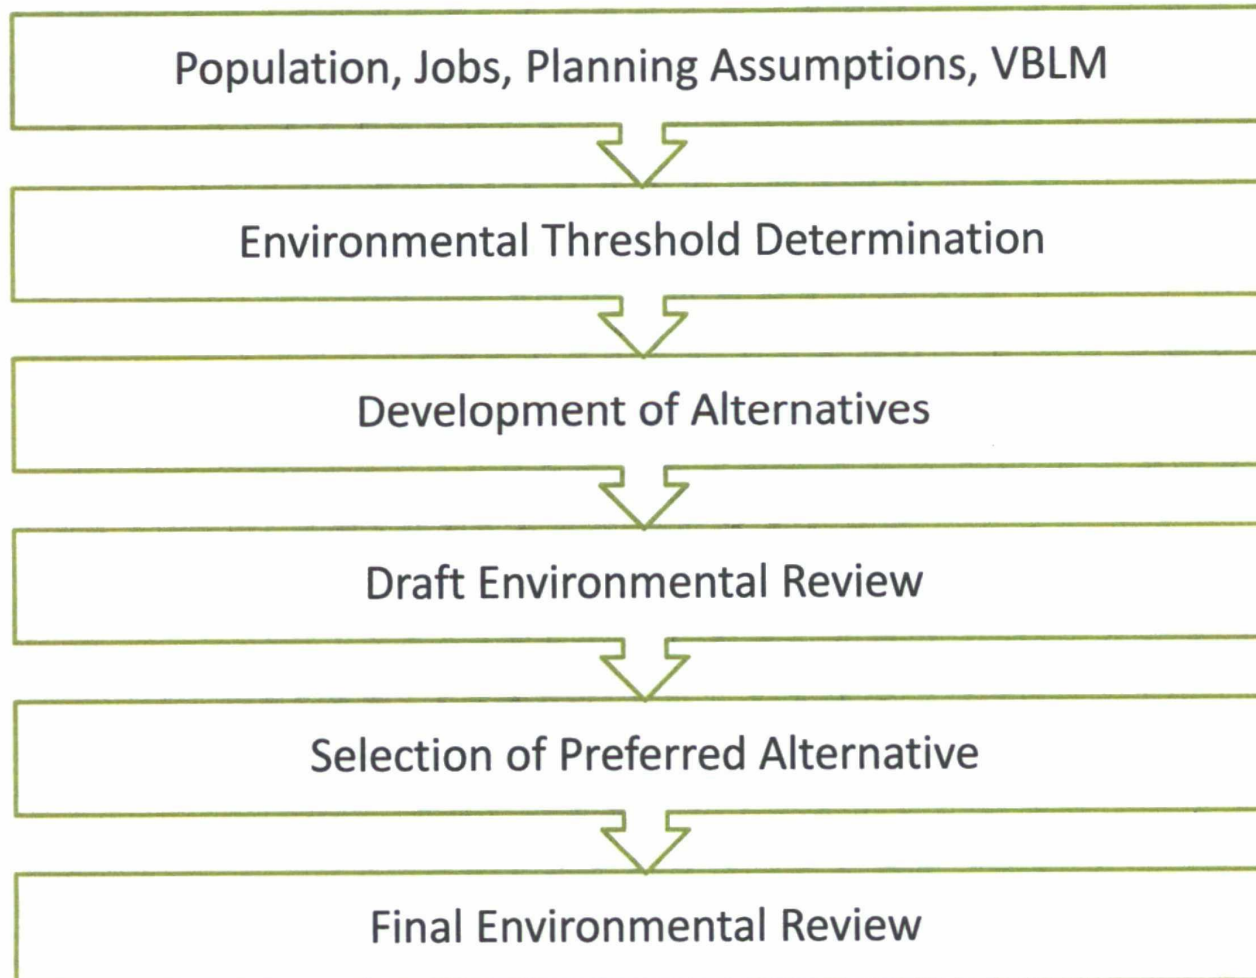 Population, Jobs, Planning Assumptions, VBLM
Environmental Threshold Determination
Development of Alternatives
Draft Environmental Review
Selection of Preferred Alternative
Final Environmental Review